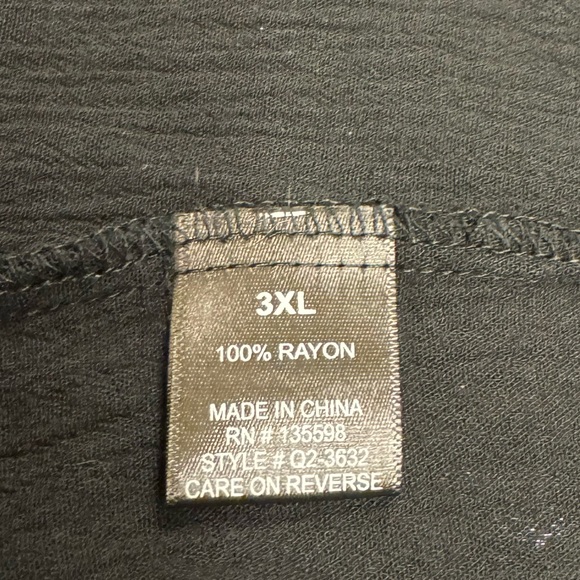 3XL
100% RAYON
MADE IN CHINA
RN # 135598
STYLE # Q2-3632
CARE ON REVERSE